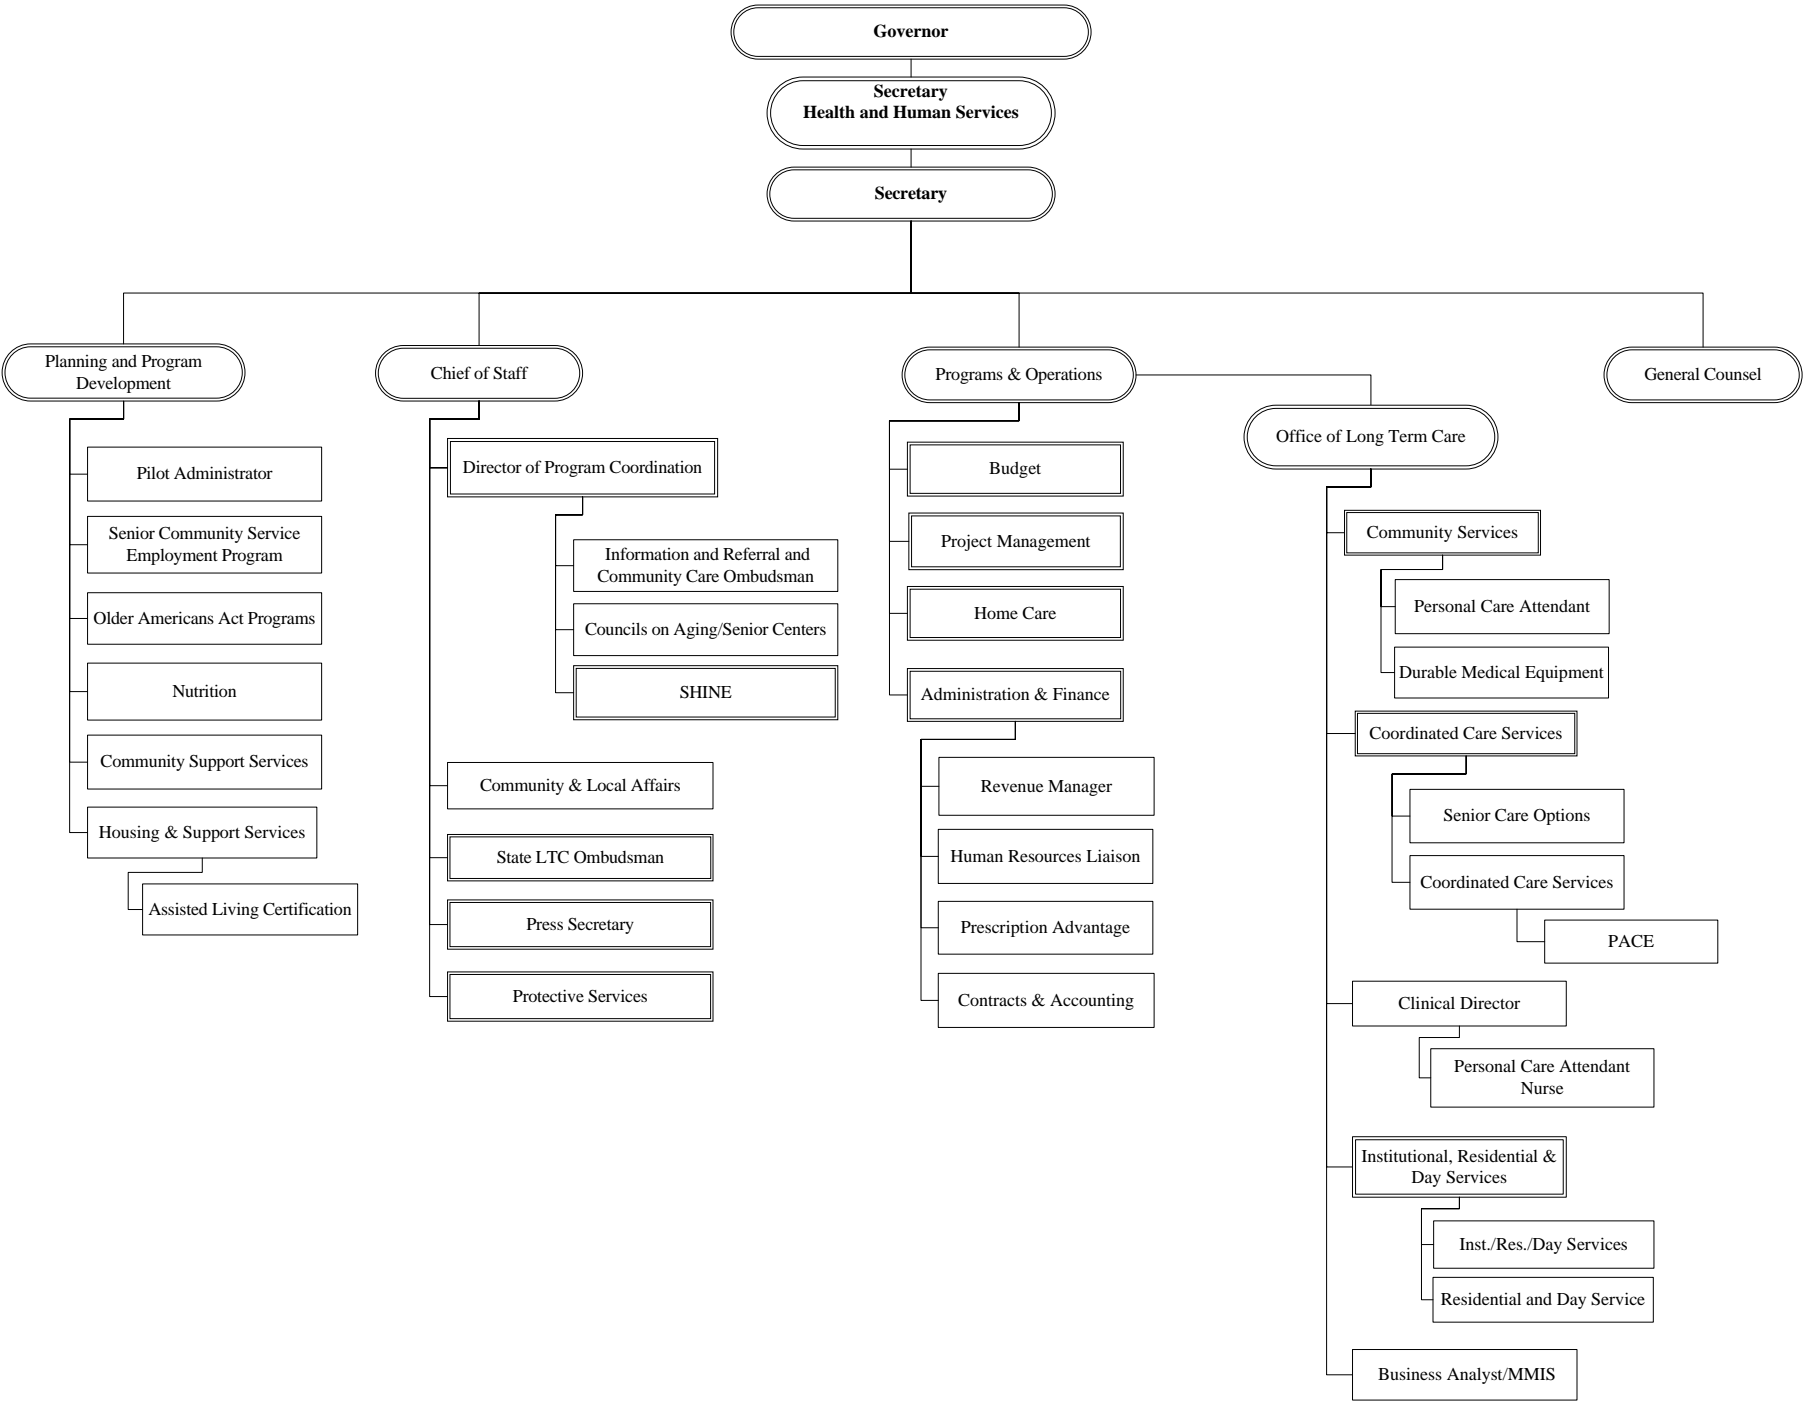 Governor
Secretary
Health and Human Services
Secretary
Planning and Program
Development
Pilot Administrator
Senior Community Service
Employment Program
Older Americans Act Programs
Nutrition
Community Support Services
Housing & Support Services
Assisted Living Certification
Chief of Staff
Director of Program Coordination
Information and Referral and
Community Care Ombudsman
Councils on Aging/Senior Centers
SHINE
Community & Local Affairs
State LTC Ombudsman
Press Secretary
Protective Services
Programs & Operations
Budget
Project Management
Home Care
Administration & Finance
Revenue Manager
Human Resources Liaison
Prescription Advantage
Contracts & Accounting
Office of Long Term Care
Community Services
Personal Care Attendant
Durable Medical Equipment
Coordinated Care Services
Senior Care Options
Coordinated Care Services
PACE
Clinical Director
Personal Care Attendant
Nurse
Institutional, Residential &
Day Services
Inst./Res./Day Services
Residential and Day Service
Business Analyst/MMIS
General Counsel